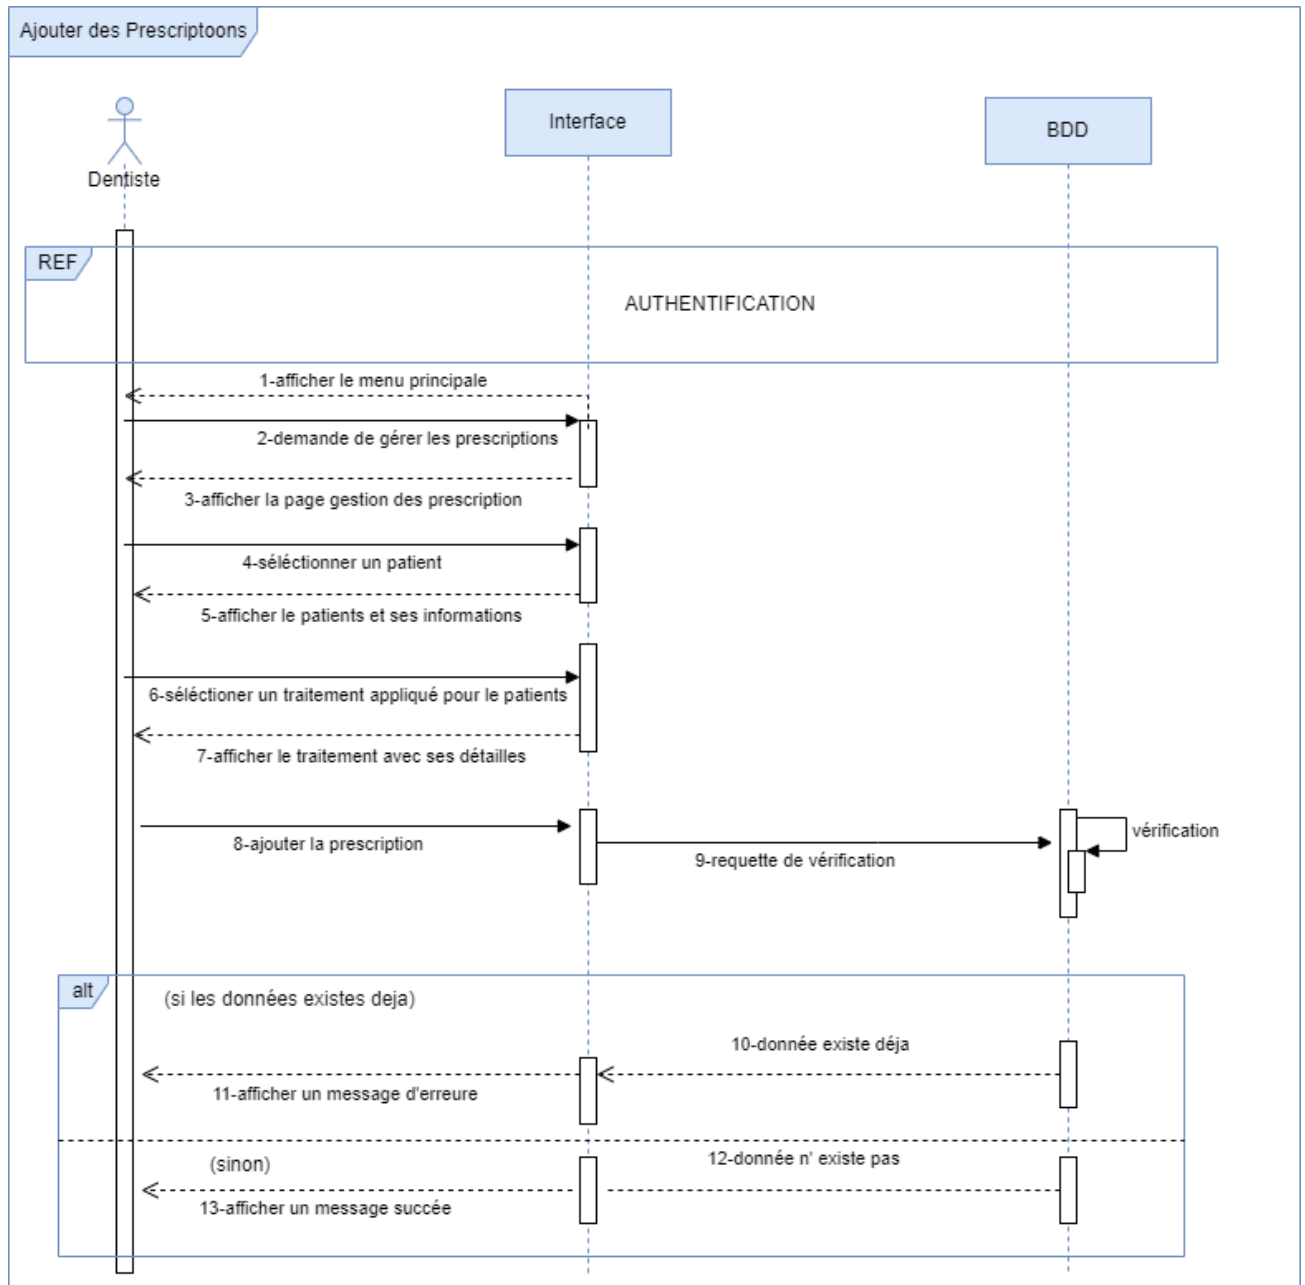 Ajouter des Prescriptoons
Interface
BDD
Dentiste
REF
AUTHENTIFICATION
1-afficher le menu principale
2-demande de gérer les prescriptions
3-afficher la page gestion des prescription
4-séléctionner un patient
5-afficher le patients et ses informations
6-séléctioner un traitement appliqué pour le patients
7-afficher le traitement avec ses détailles
8-ajouter la prescription
vérification
9-requette de vérification
alt
(si les données existes deja)
10-donnée existe déja
11-afficher un message d'erreure
(sinon)
12-donnée n' existe pas
13-afficher un message succée